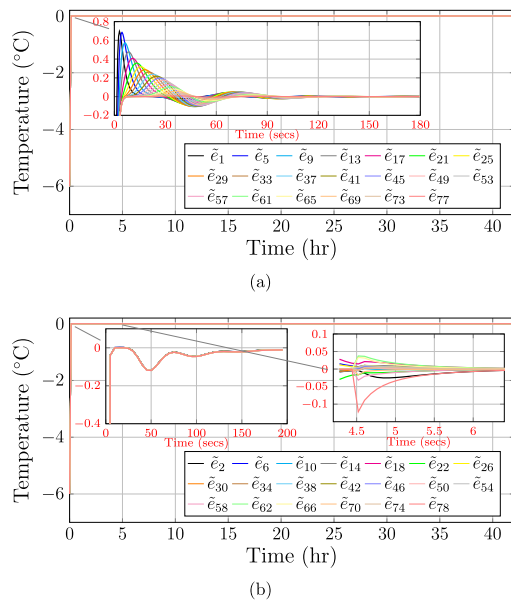 0.8
0.6
0.4
0.2
0
−0.2
0 30 60 90 120 150 180
Time (secs)
0
−2
−4
−6
Temperature (°C)
ẽ1 ẽ5 ẽ9 ẽ13 ẽ17 ẽ21 ẽ25
ẽ29 ẽ33 ẽ37 ẽ41 ẽ45 ẽ49 ẽ53
ẽ57 ẽ61 ẽ65 ẽ69 ẽ73 ẽ77
0 5 10 15 20 25 30 35 40
Time (hr)
(a)
0
−2
−4
−6
Temperature (°C)
0
−0.2
−0.4
0 50 100 150 200
Time (secs)
0.1
0.05
0
−0.05
−0.1
4.5 5 5.5 6
Time (secs)
ẽ2 ẽ6 ẽ10 ẽ14 ẽ18 ẽ22 ẽ26
ẽ30 ẽ34 ẽ38 ẽ42 ẽ46 ẽ50 ẽ54
ẽ58 ẽ62 ẽ66 ẽ70 ẽ74 ẽ78
0 5 10 15 20 25 30 35 40
Time (hr)
(b)